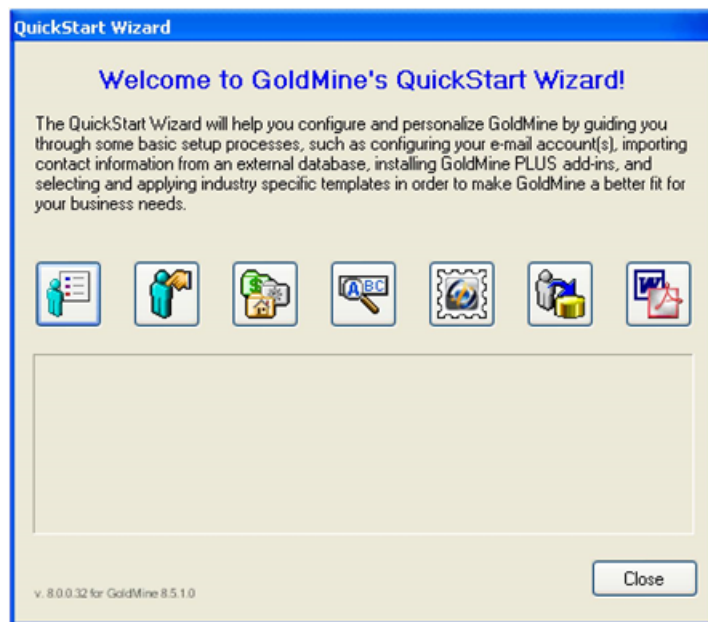 QuickStart Wizard
Welcome to GoldMine's QuickStart Wizard!
The QuickStart Wizard will help you configure and personalize GoldMine by guiding you
through some basic setup processes, such as configuring your e-mail account(s), importing
contact information from an external database, installing GoldMine PLUS add-ins, and
selecting and applying industry specific templates in order to make GoldMine a better fit for
your business needs.
ABC
W
Close
v. 8.0.0.32 for GoldMine 8.5.1.0